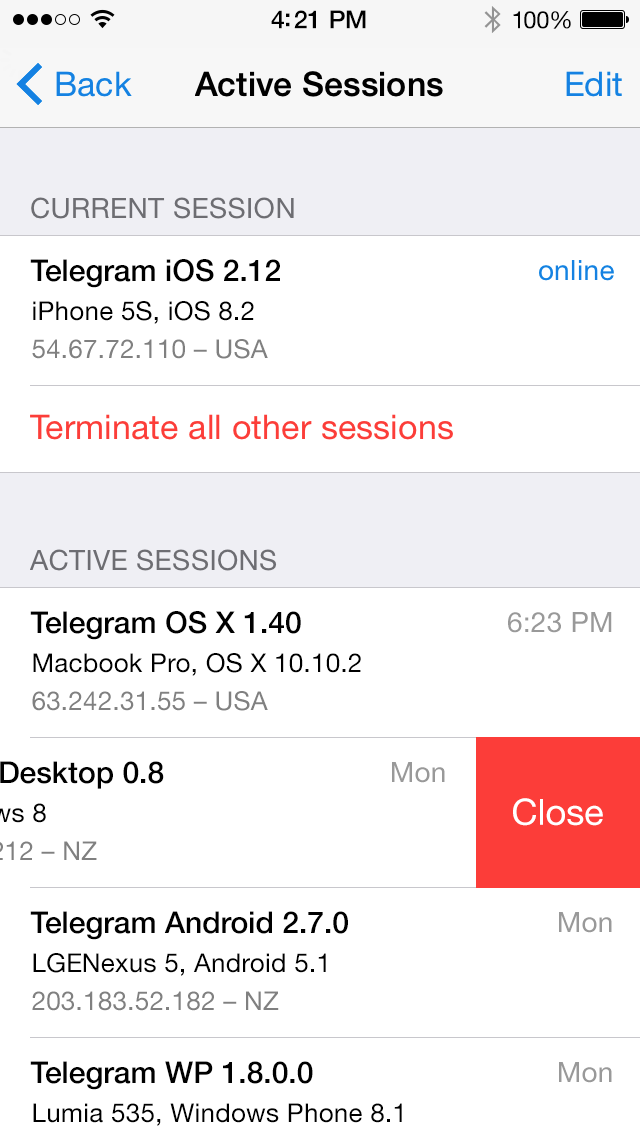 4:21 PM 100%
Back Active Sessions Edit
CURRENT SESSION
Telegram iOS 2.12 online
iPhone 5S, iOS 8.2
54.67.72.110 – USA
Terminate all other sessions
ACTIVE SESSIONS
Telegram OS X 1.40 6:23 PM
Macbook Pro, OS X 10.10.2
63.242.31.55 – USA
Desktop 0.8 Mon
ws 8
212 – NZ
Close
Telegram Android 2.7.0 Mon
LGENexus 5, Android 5.1
203.183.52.182 – NZ
Telegram WP 1.8.0.0 Mon
Lumia 535, Windows Phone 8.1